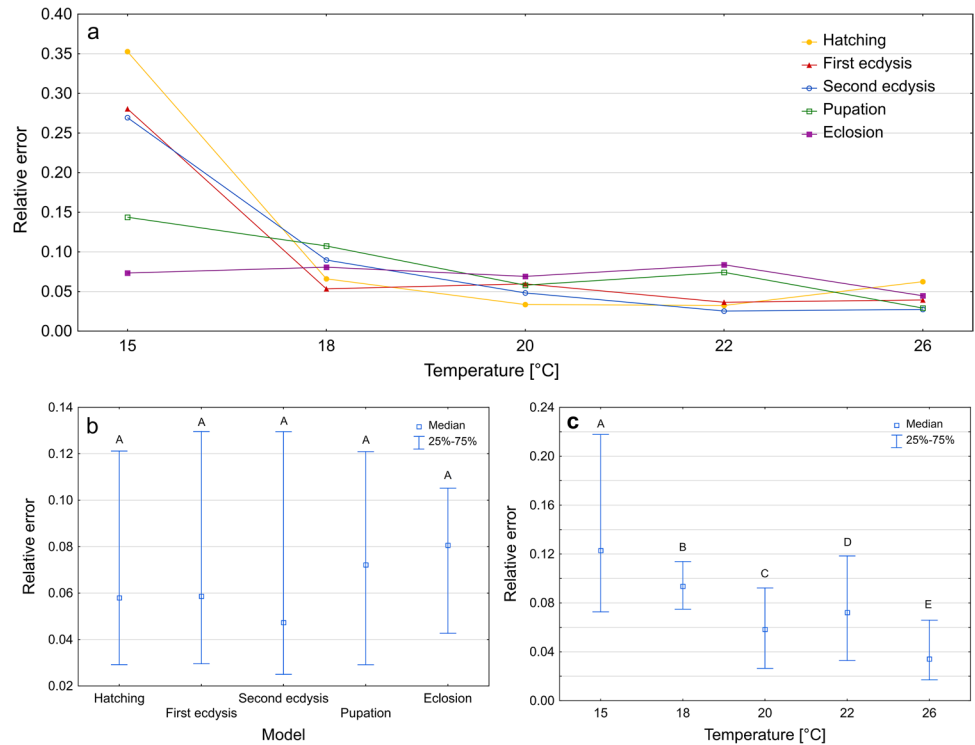 a
Relative error
0.40
0.35
0.30
0.25
0.20
0.15
0.10
0.05
0.00
Hatching
First ecdysis
Second ecdysis
Pupation
Eclosion
15 18 20 22 26
Temperature [°C]
b
Relative error
0.14
0.12
0.10
0.08
0.06
0.04
0.02
Median
25%-75%
A A A A A
Hatching Second ecdysis Eclosion
First ecdysis Pupation
Model
c
Relative error
0.24
0.20
0.16
0.12
0.08
0.04
0.00
Median
25%-75%
A
B
C
D
E
15 18 20 22 26
Temperature [°C]